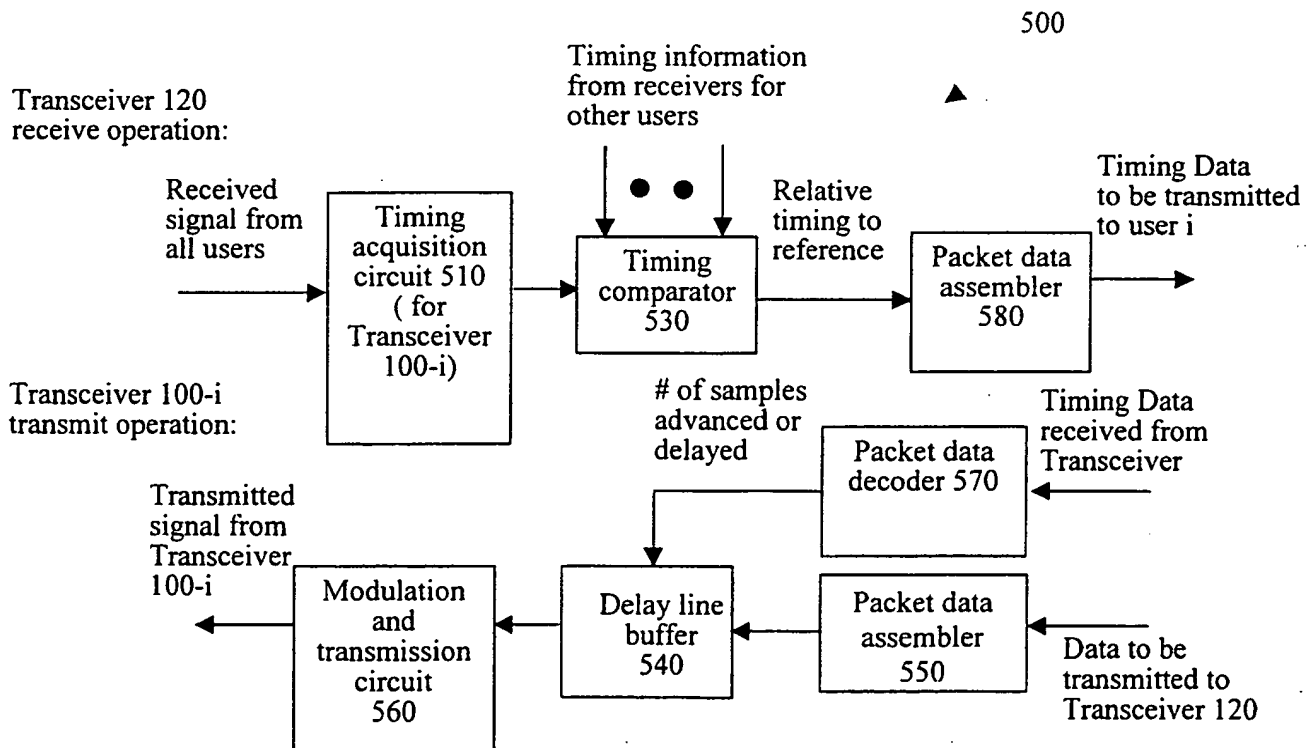 500
Timing information
from receivers for
other users
Transceiver 120
receive operation:
Received
signal from
all users
Timing
acquisition
circuit 510
( for
Transceiver
100-i)
Timing
comparator
530
Relative
timing to
reference
Packet data
assembler
580
Timing Data
to be transmitted
to user i
Transceiver 100-i
transmit operation:
# of samples
advanced or
delayed
Packet data
decoder 570
Timing Data
received from
Transceiver
Transmitted
signal from
Transceiver
100-i
Modulation
and
transmission
circuit
560
Delay line
buffer
540
Packet data
assembler
550
Data to be
transmitted to
Transceiver 120